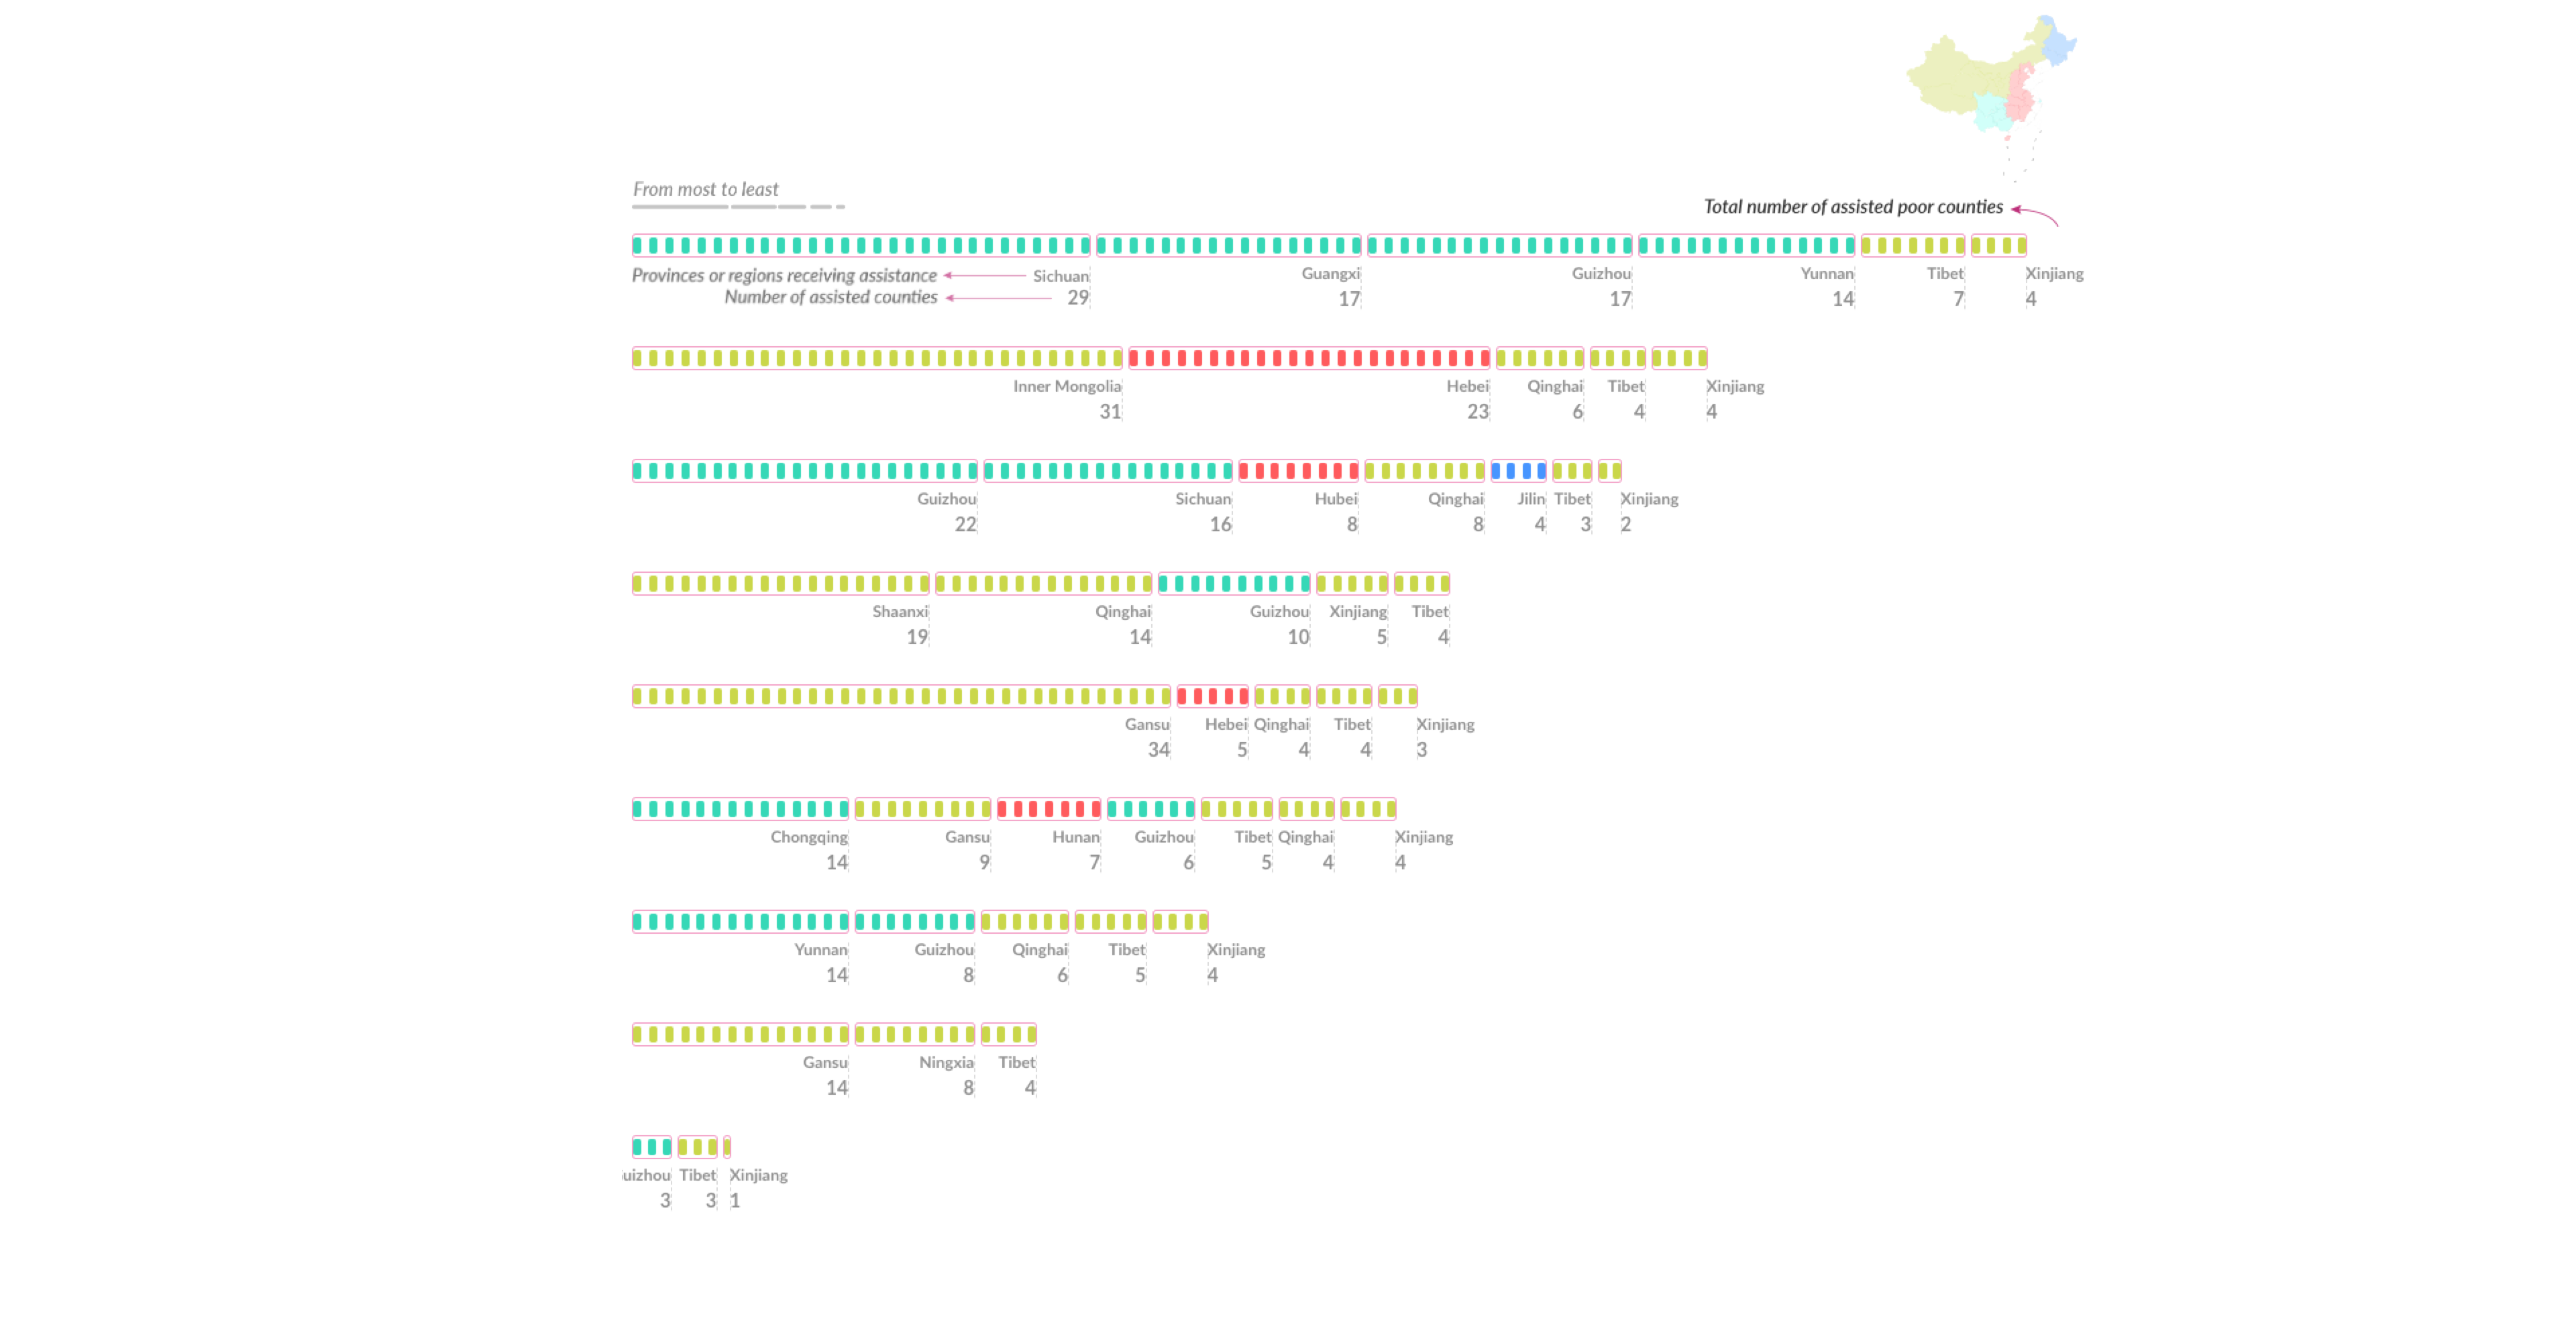 From most to least
Total number of assisted poor counties
Provinces or regions receiving assistance Sichuan Guangxi Guizhou Yunnan Tibet Xinjiang
Number of assisted counties 29 17 17 14 7 4
Inner Mongolia Hebei Qinghai Tibet Xinjiang
31 23 6 4 4
Guizhou Sichuan Hubei Qinghai Jilin Tibet Xinjiang
22 16 8 8 4 3 2
Shaanxi Qinghai Guizhou Xinjiang Tibet
19 14 10 5 4
Gansu Hebei Qinghai Tibet Xinjiang
34 5 4 4 3
Chongqing Gansu Hunan Guizhou Tibet Qinghai Xinjiang
14 9 7 6 5 4 4
Yunnan Guizhou Qinghai Tibet Xinjiang
14 8 6 5 4
Gansu Ningxia Tibet
14 8 4
uizhou Tibet Xinjiang
3 3 1